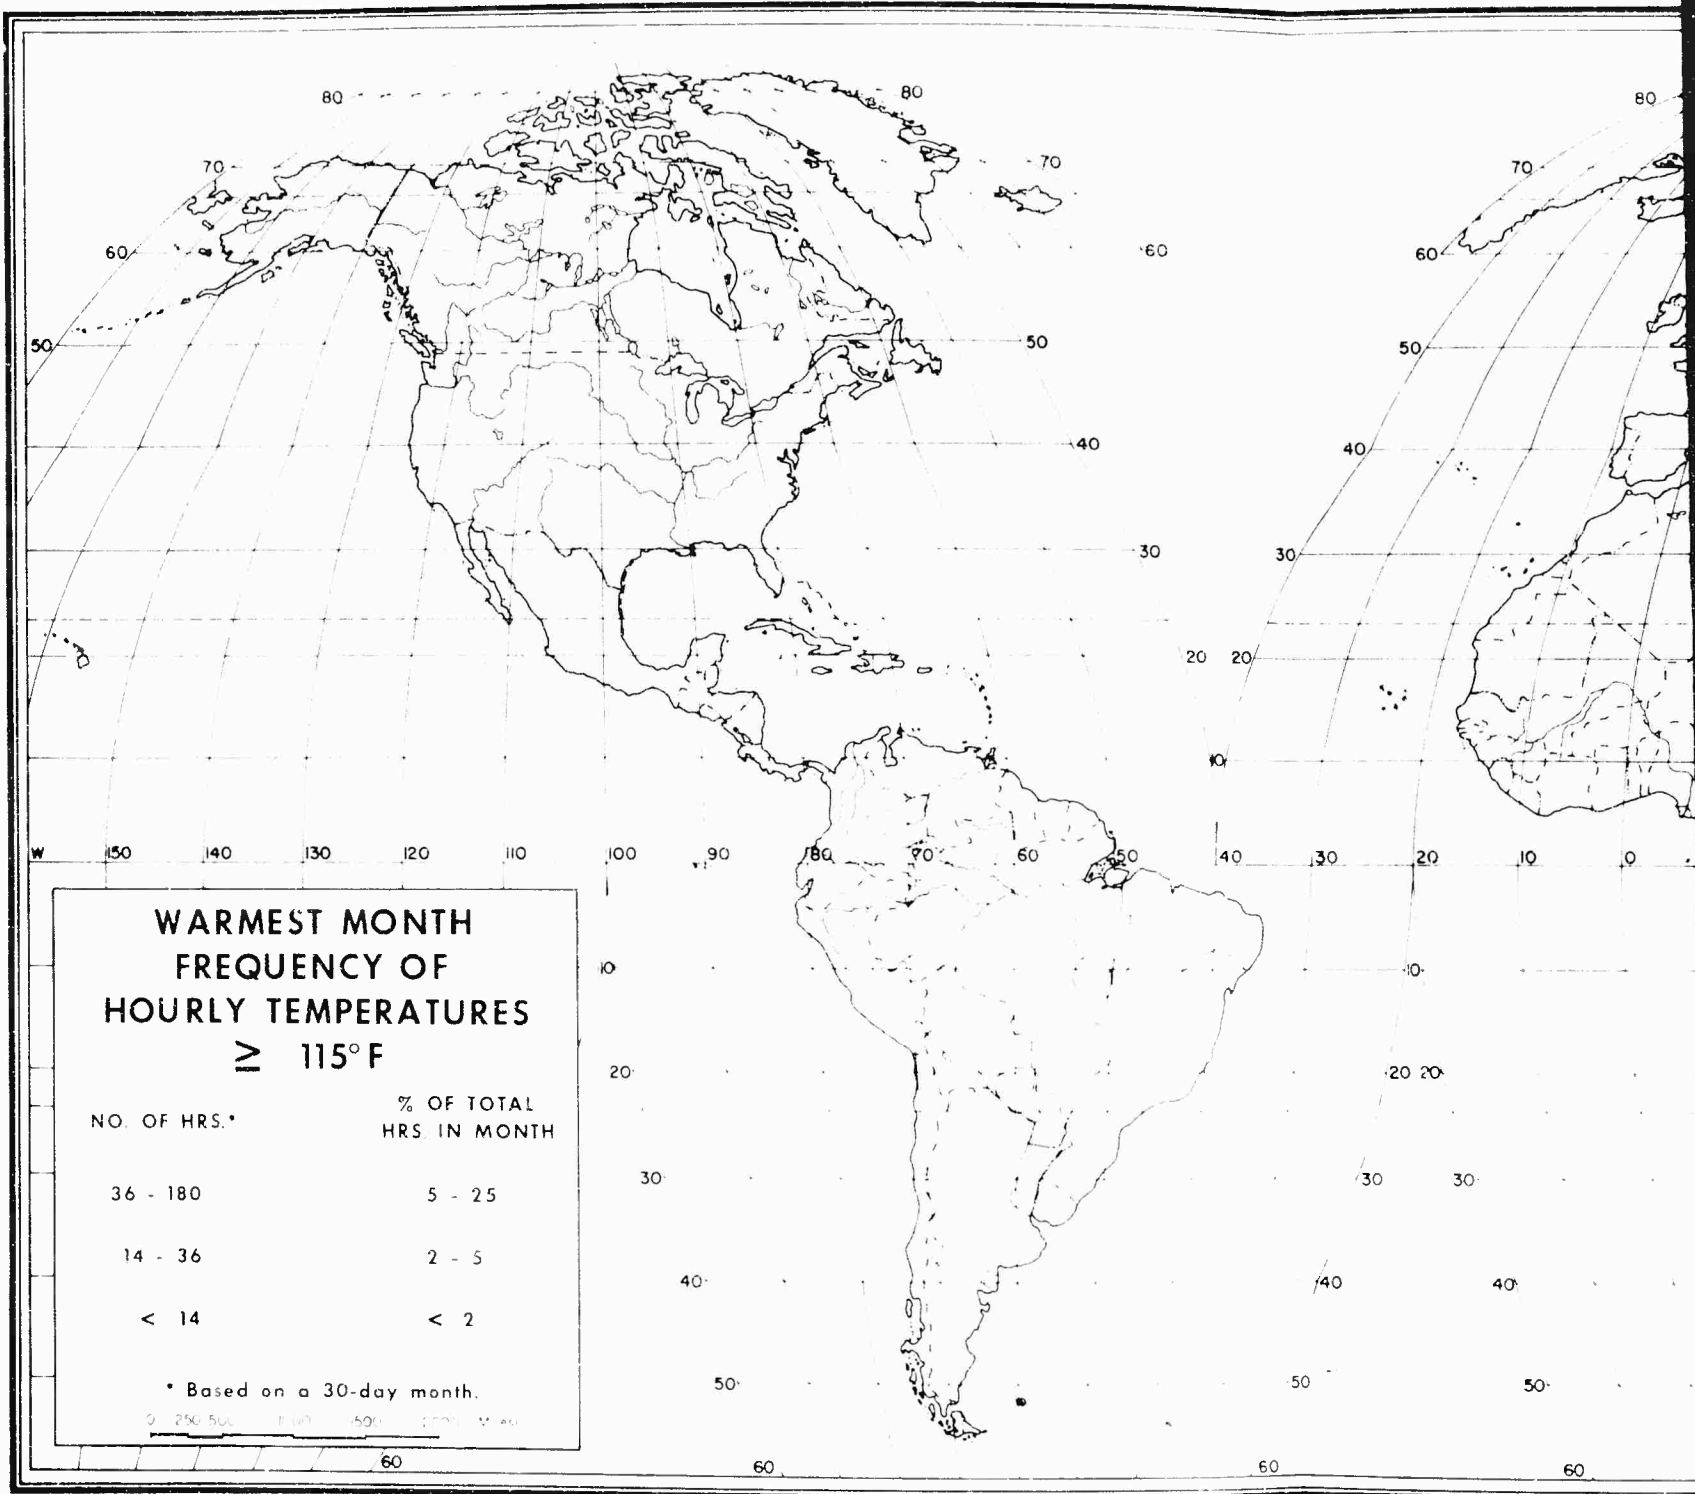 80 80 80
70 70 70
60 60 60
50 50 50
40 40
30 30
20 20
10
W 150 140 130 120 110 100 90 80 70 60 50 40 30 20 10 0
WARMEST MONTH
FREQUENCY OF
HOURLY TEMPERATURES
≥ 115° F
NO. OF HRS.*
% OF TOTAL
HRS. IN MONTH
36 - 180 5 - 25
14 - 36 2 - 5
< 14 < 2
* Based on a 30-day month.
0 250 500
10 10
20 20 20
30 30 30
40 40 40
50 50 50
60 60 60 60